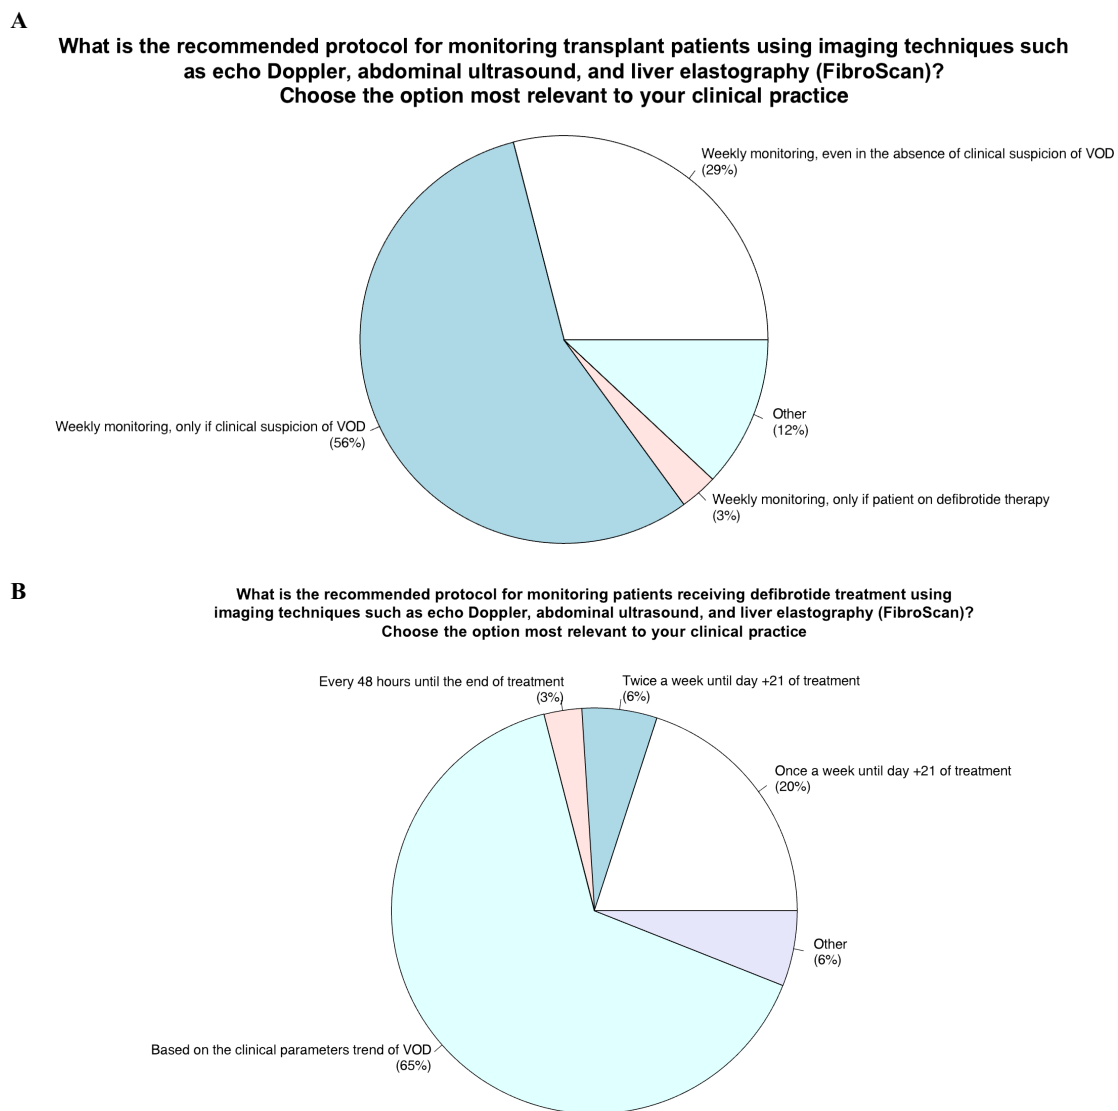 A
What is the recommended protocol for monitoring transplant patients using imaging techniques such
as echo Doppler, abdominal ultrasound, and liver elastography (FibroScan)?
Choose the option most relevant to your clinical practice
Weekly monitoring, even in the absence of clinical suspicion of VOD
(29%)
Weekly monitoring, only if clinical suspicion of VOD
(56%)
Other
(12%)
Weekly monitoring, only if patient on defibrotide therapy
(3%)
B
What is the recommended protocol for monitoring patients receiving defibrotide treatment using
imaging techniques such as echo Doppler, abdominal ultrasound, and liver elastography (FibroScan)?
Choose the option most relevant to your clinical practice
Every 48 hours until the end of treatment
(3%)
Twice a week until day +21 of treatment
(6%)
Once a week until day +21 of treatment
(20%)
Other
(6%)
Based on the clinical parameters trend of VOD
(65%)